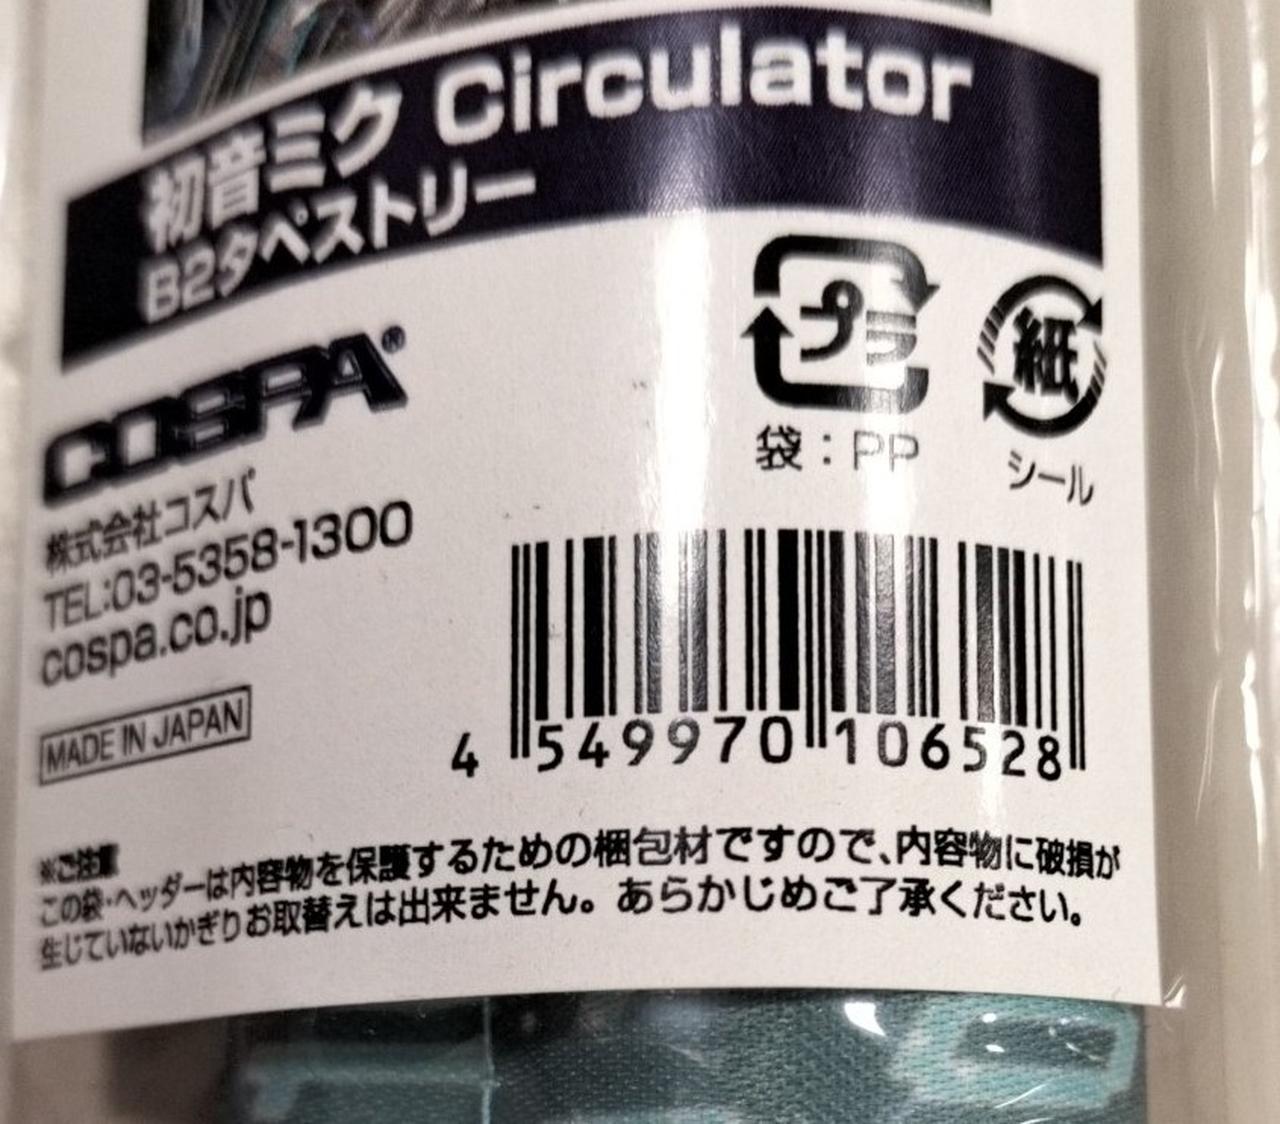 初音ミク Circulator
B2タペストリー
COSPA®
株式会社コスパ
TEL:03-5358-1300
cospa.co.jp
MADE IN JAPAN
プラ
袋：PP
紙
シール
4 549970 106528
※ご注意
この袋・ヘッダーは内容物を保護するための梱包材ですので、内容物に破損が
生じていないかぎりお取替えは出来ません。あらかじめご了承ください。